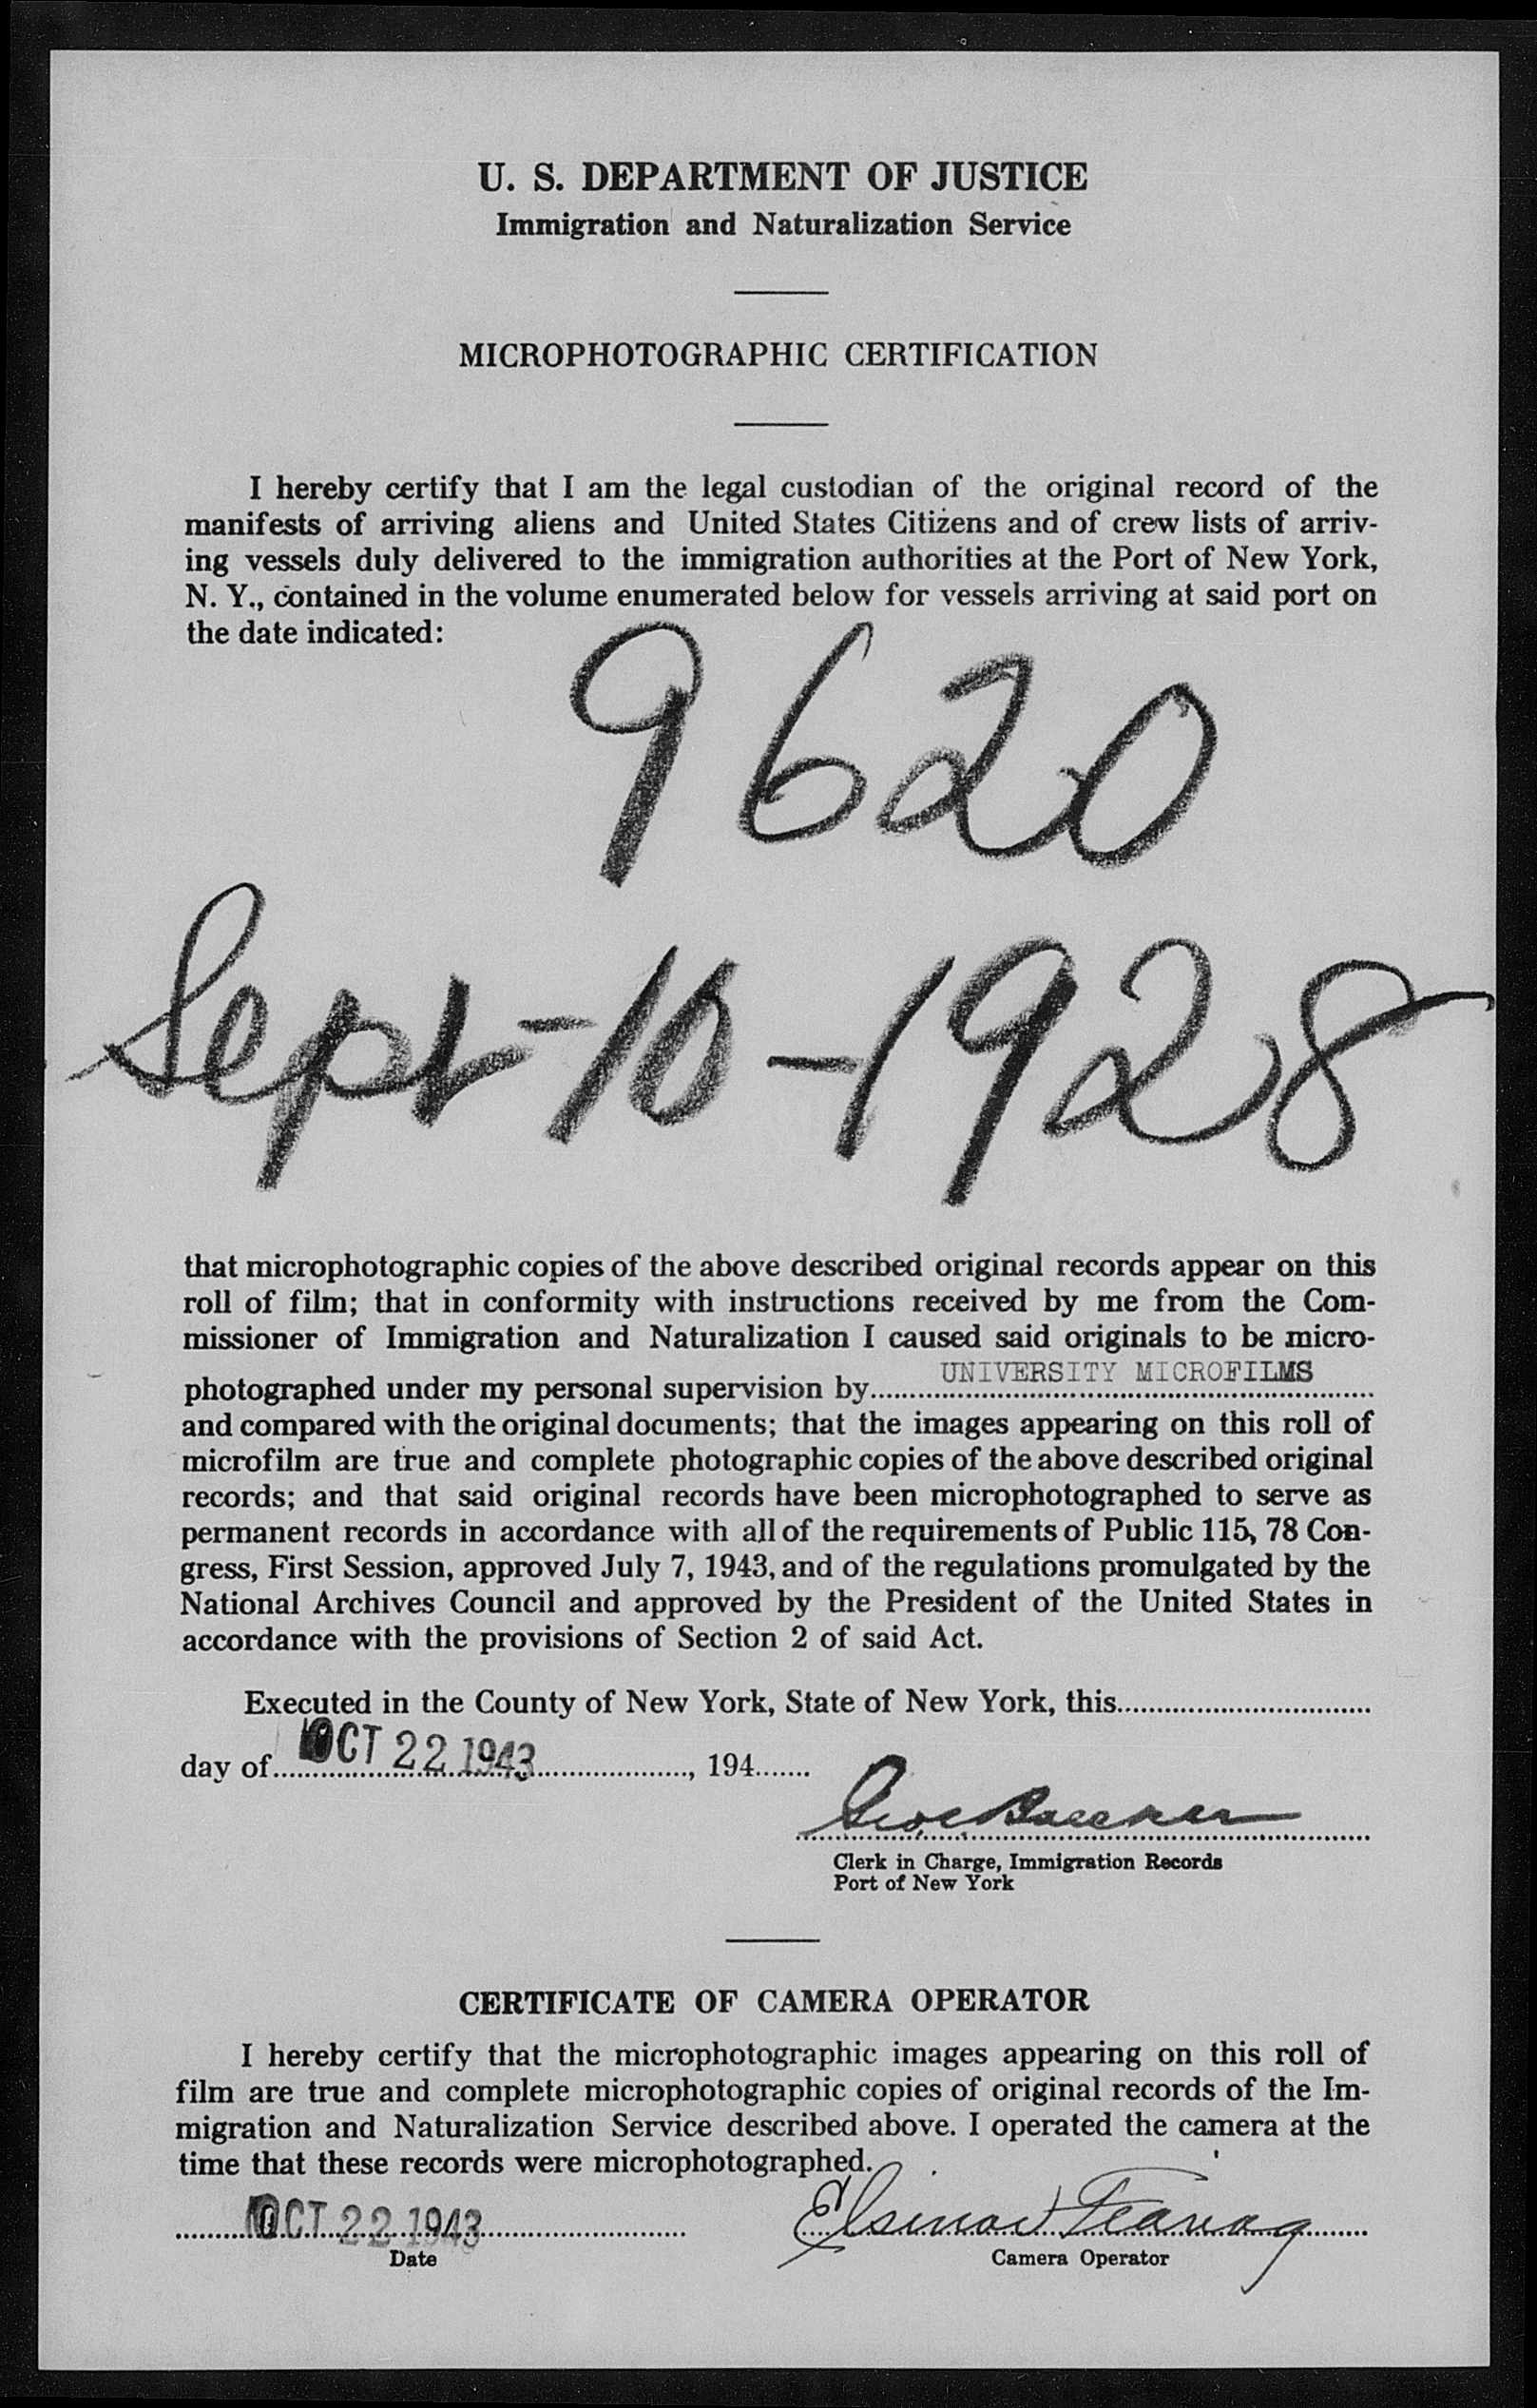 U. S. DEPARTMENT OF JUSTICE
Immigration and Naturalization Service
MICROPHOTOGRAPHIC CERTIFICATION
I hereby certify that I am the legal custodian of the original record of the
manifests of arriving aliens and United States Citizens and of crew lists of arriv-
ing vessels duly delivered to the immigration authorities at the Port of New York,
N. Y., contained in the volume enumerated below for vessels arriving at said port on
the date indicated:
9620
Sept-10-1928
that microphotographic copies of the above described original records appear on this
roll of film; that in conformity with instructions received by me from the Com-
missioner of Immigration and Naturalization I caused said originals to be micro-
photographed under my personal supervision by UNIVERSITY MICROFILMS
and compared with the original documents; that the images appearing on this roll of
microfilm are true and complete photographic copies of the above described original
records; and that said original records have been microphotographed to serve as
permanent records in accordance with all of the requirements of Public 115, 78 Con-
gress, First Session, approved July 7, 1943, and of the regulations promulgated by the
National Archives Council and approved by the President of the United States in
accordance with the provisions of Section 2 of said Act.
Executed in the County of New York, State of New York, this
day of OCT 22 1943, 194
Clerk in Charge, Immigration Records
Port of New York
CERTIFICATE OF CAMERA OPERATOR
I hereby certify that the microphotographic images appearing on this roll of
film are true and complete microphotographic copies of original records of the Im-
migration and Naturalization Service described above. I operated the camera at the
time that these records were microphotographed.
OCT 22 1943
Date
Camera Operator